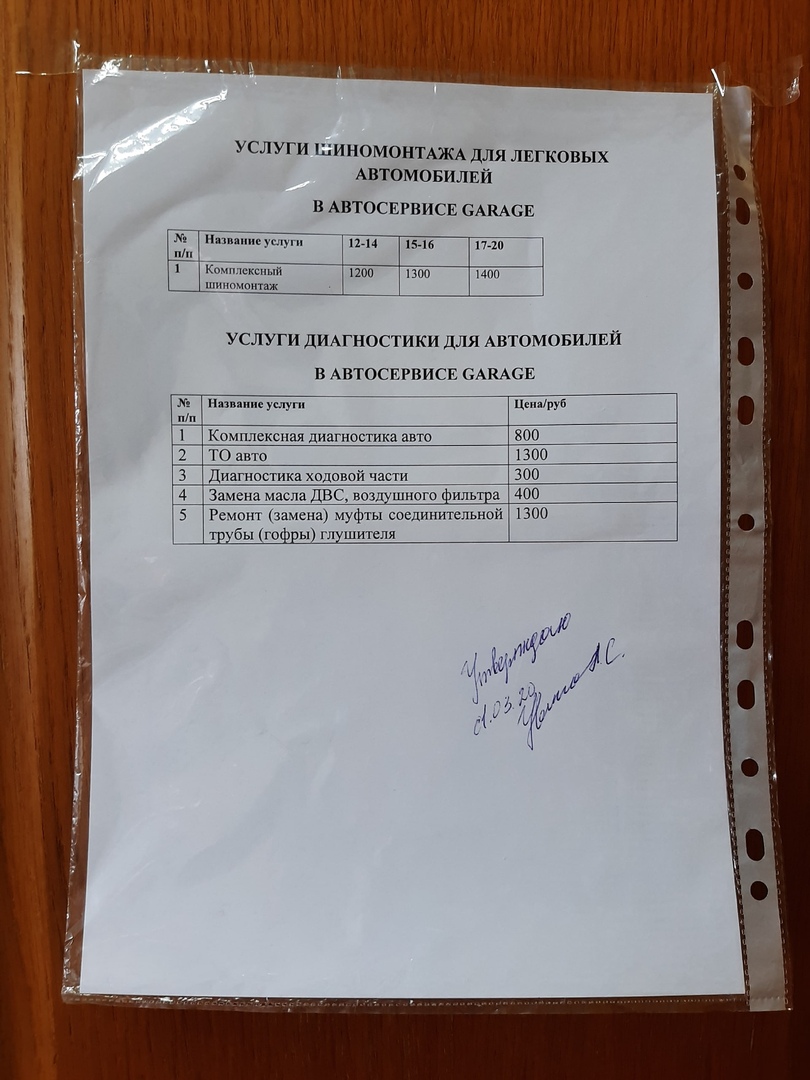 УСЛУГИ ШИНОМОНТАЖА ДЛЯ ЛЕГКОВЫХ
АВТОМОБИЛЕЙ
В АВТОСЕРВИСЕ GARAGE
№ п/п Название услуги 12-14 15-16 17-20
1 Комплексный 1200 1300 1400
шиномонтаж
УСЛУГИ ДИАГНОСТИКИ ДЛЯ АВТОМОБИЛЕЙ
В АВТОСЕРВИСЕ GARAGE
№ п/п Название услуги Цена/руб
1 Комплексная диагностика авто 800
2 ТО авто 1300
3 Диагностика ходовой части 300
4 Замена масла ДВС, воздушного фильтра 400
5 Ремонт (замена) муфты соединительной 1300
трубы (гофры) глушителя
Утверждаю
01.03.20
А.С.